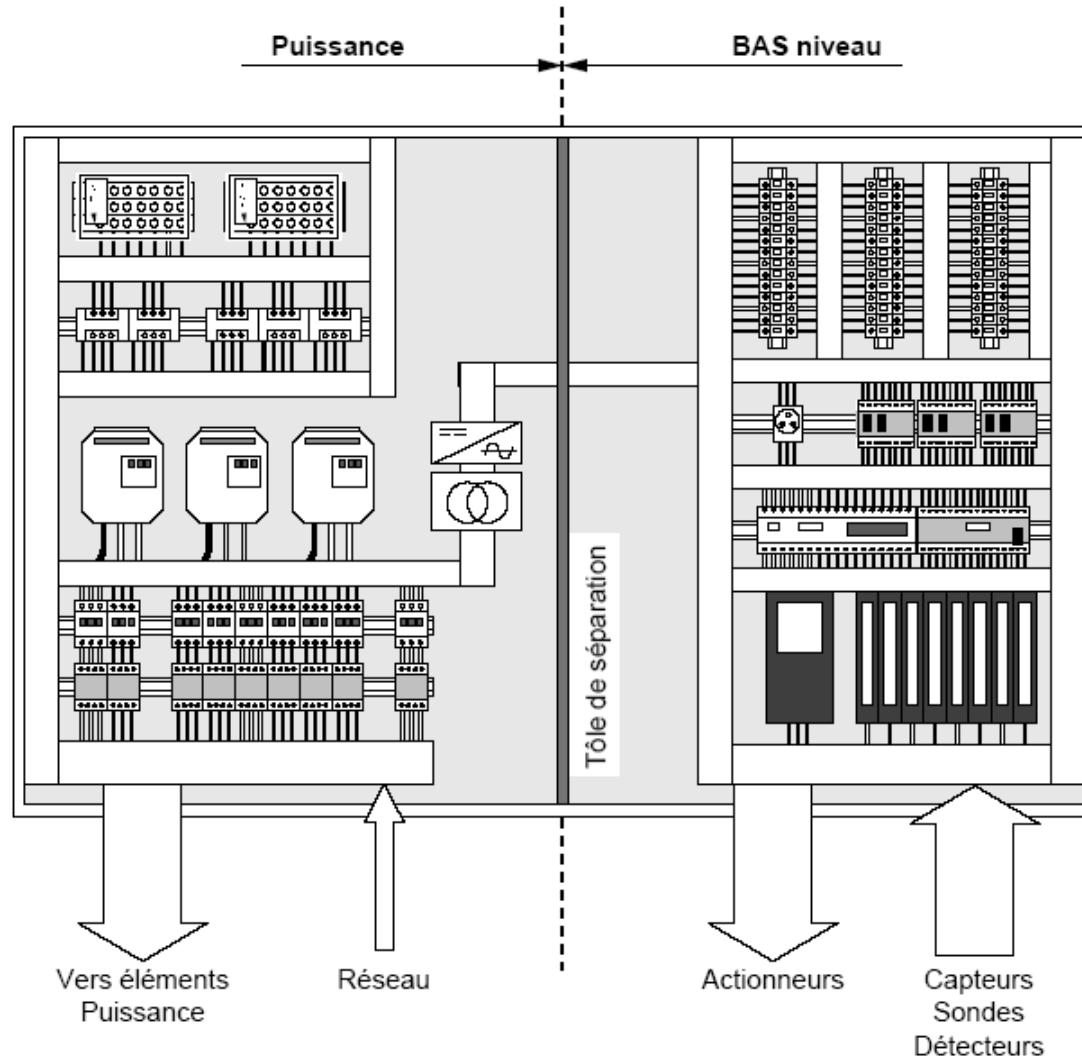 Puissance
BAS niveau
Tôle de séparation
Vers éléments
Puissance
Réseau
Actionneurs
Capteurs
Sondes
Détecteurs